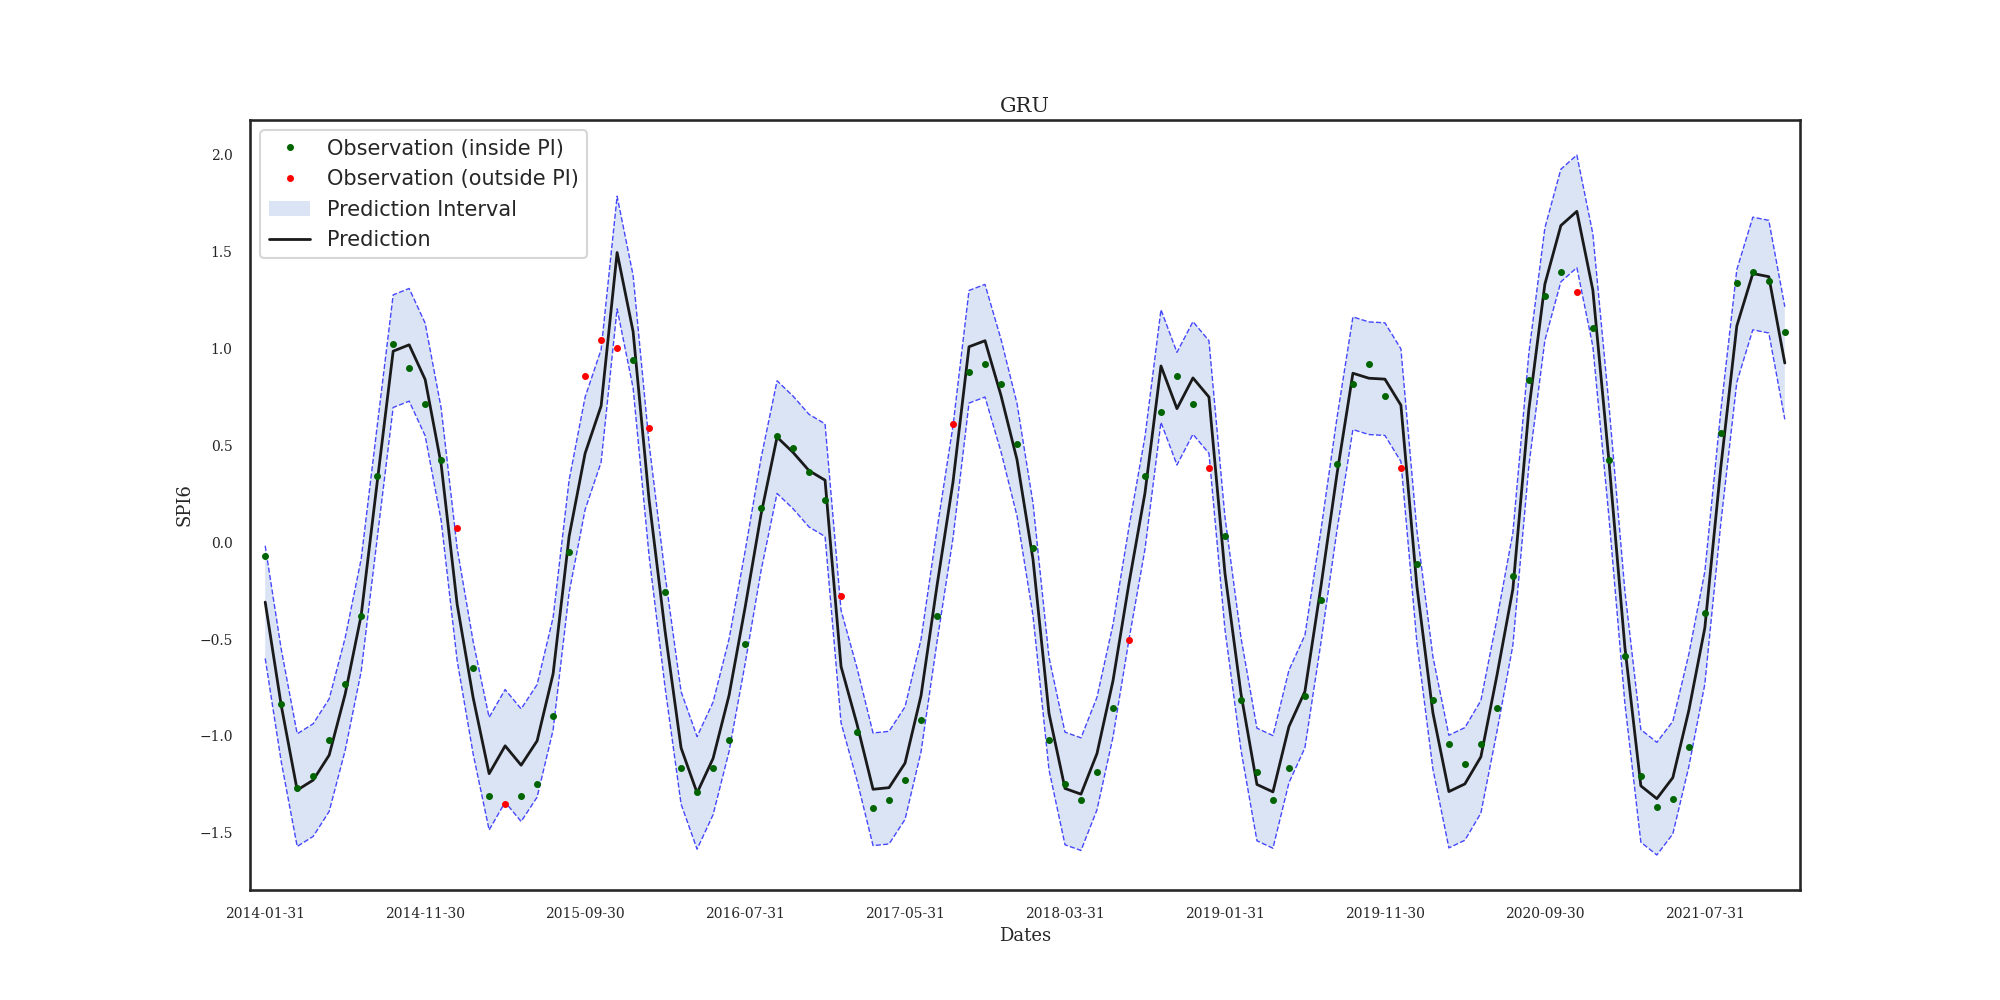 GRU
Observation (inside PI)
Observation (outside PI)
Prediction Interval
Prediction
2.0
1.5
1.0
0.5
0.0
−0.5
−1.0
−1.5
SPI6
2014-01-31 2014-11-30 2015-09-30 2016-07-31 2017-05-31 2018-03-31 2019-01-31 2019-11-30 2020-09-30 2021-07-31
Dates